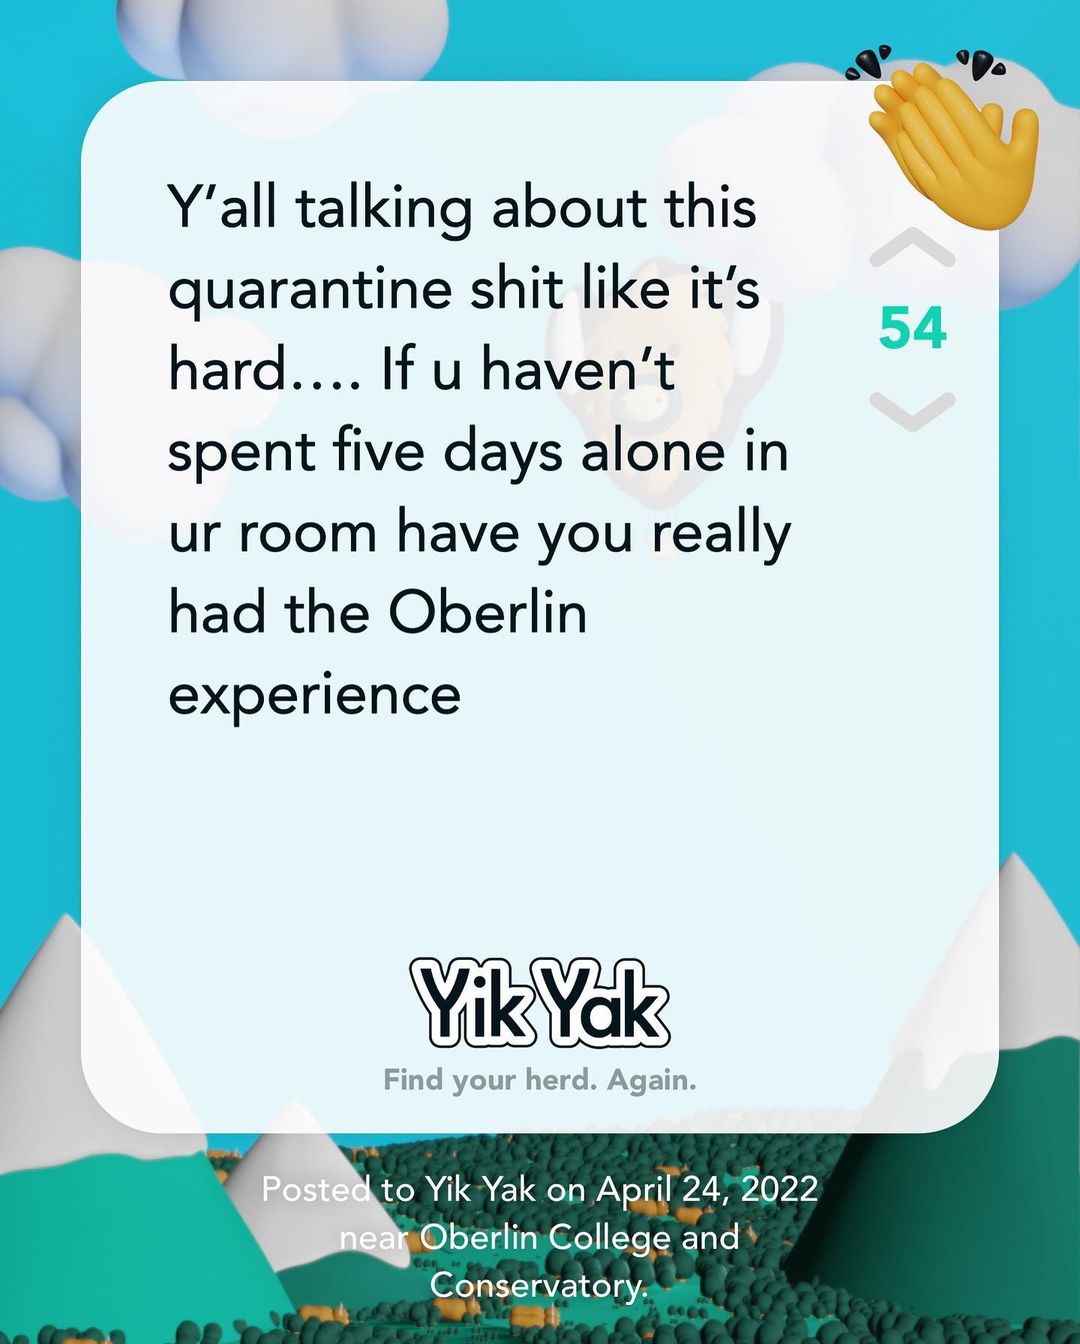 Y’all talking about this
quarantine shit like it’s
hard.... If u haven’t
spent five days alone in
ur room have you really
had the Oberlin
experience
54
Yik Yak
Find your herd. Again.
Posted to Yik Yak on April 24, 2022
near Oberlin College and
Conservatory.